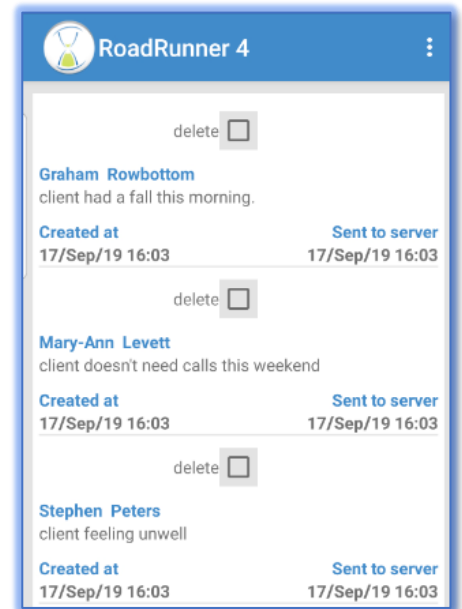 RoadRunner 4
delete
Graham Rowbottom
client had a fall this morning.
Created at Sent to server
17/Sep/19 16:03 17/Sep/19 16:03
delete
Mary-Ann Levett
client doesn't need calls this weekend
Created at Sent to server
17/Sep/19 16:03 17/Sep/19 16:03
delete
Stephen Peters
client feeling unwell
Created at Sent to server
17/Sep/19 16:03 17/Sep/19 16:03